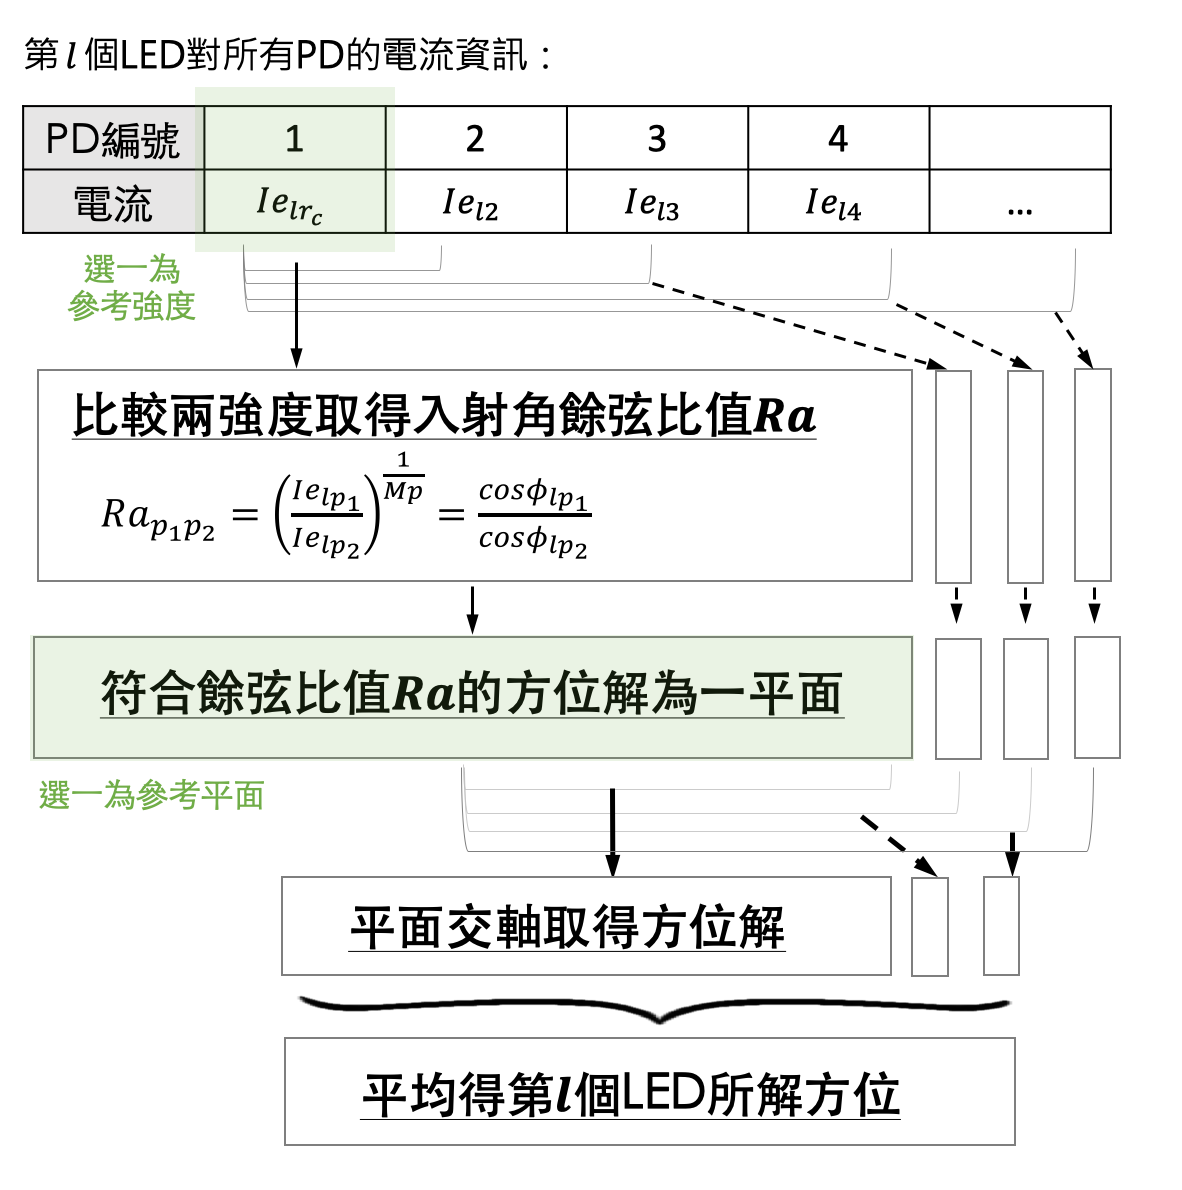 第 l 個LED對所有PD的電流資訊：
PD編號 1 2 3 4
電流 Ie_{lr_c} Ie_{l2} Ie_{l3} Ie_{l4} ...
選一為
參考強度
比較兩強度取得入射角餘弦比值Ra
Ra_{p_1p_2} = (Ie_{lp_1}/Ie_{lp_2})^{1/Mp} = cosϕ_{lp_1}/cosϕ_{lp_2}
符合餘弦比值Ra的方位解為一平面
選一為參考平面
平面交軸取得方位解
平均得第l個LED所解方位